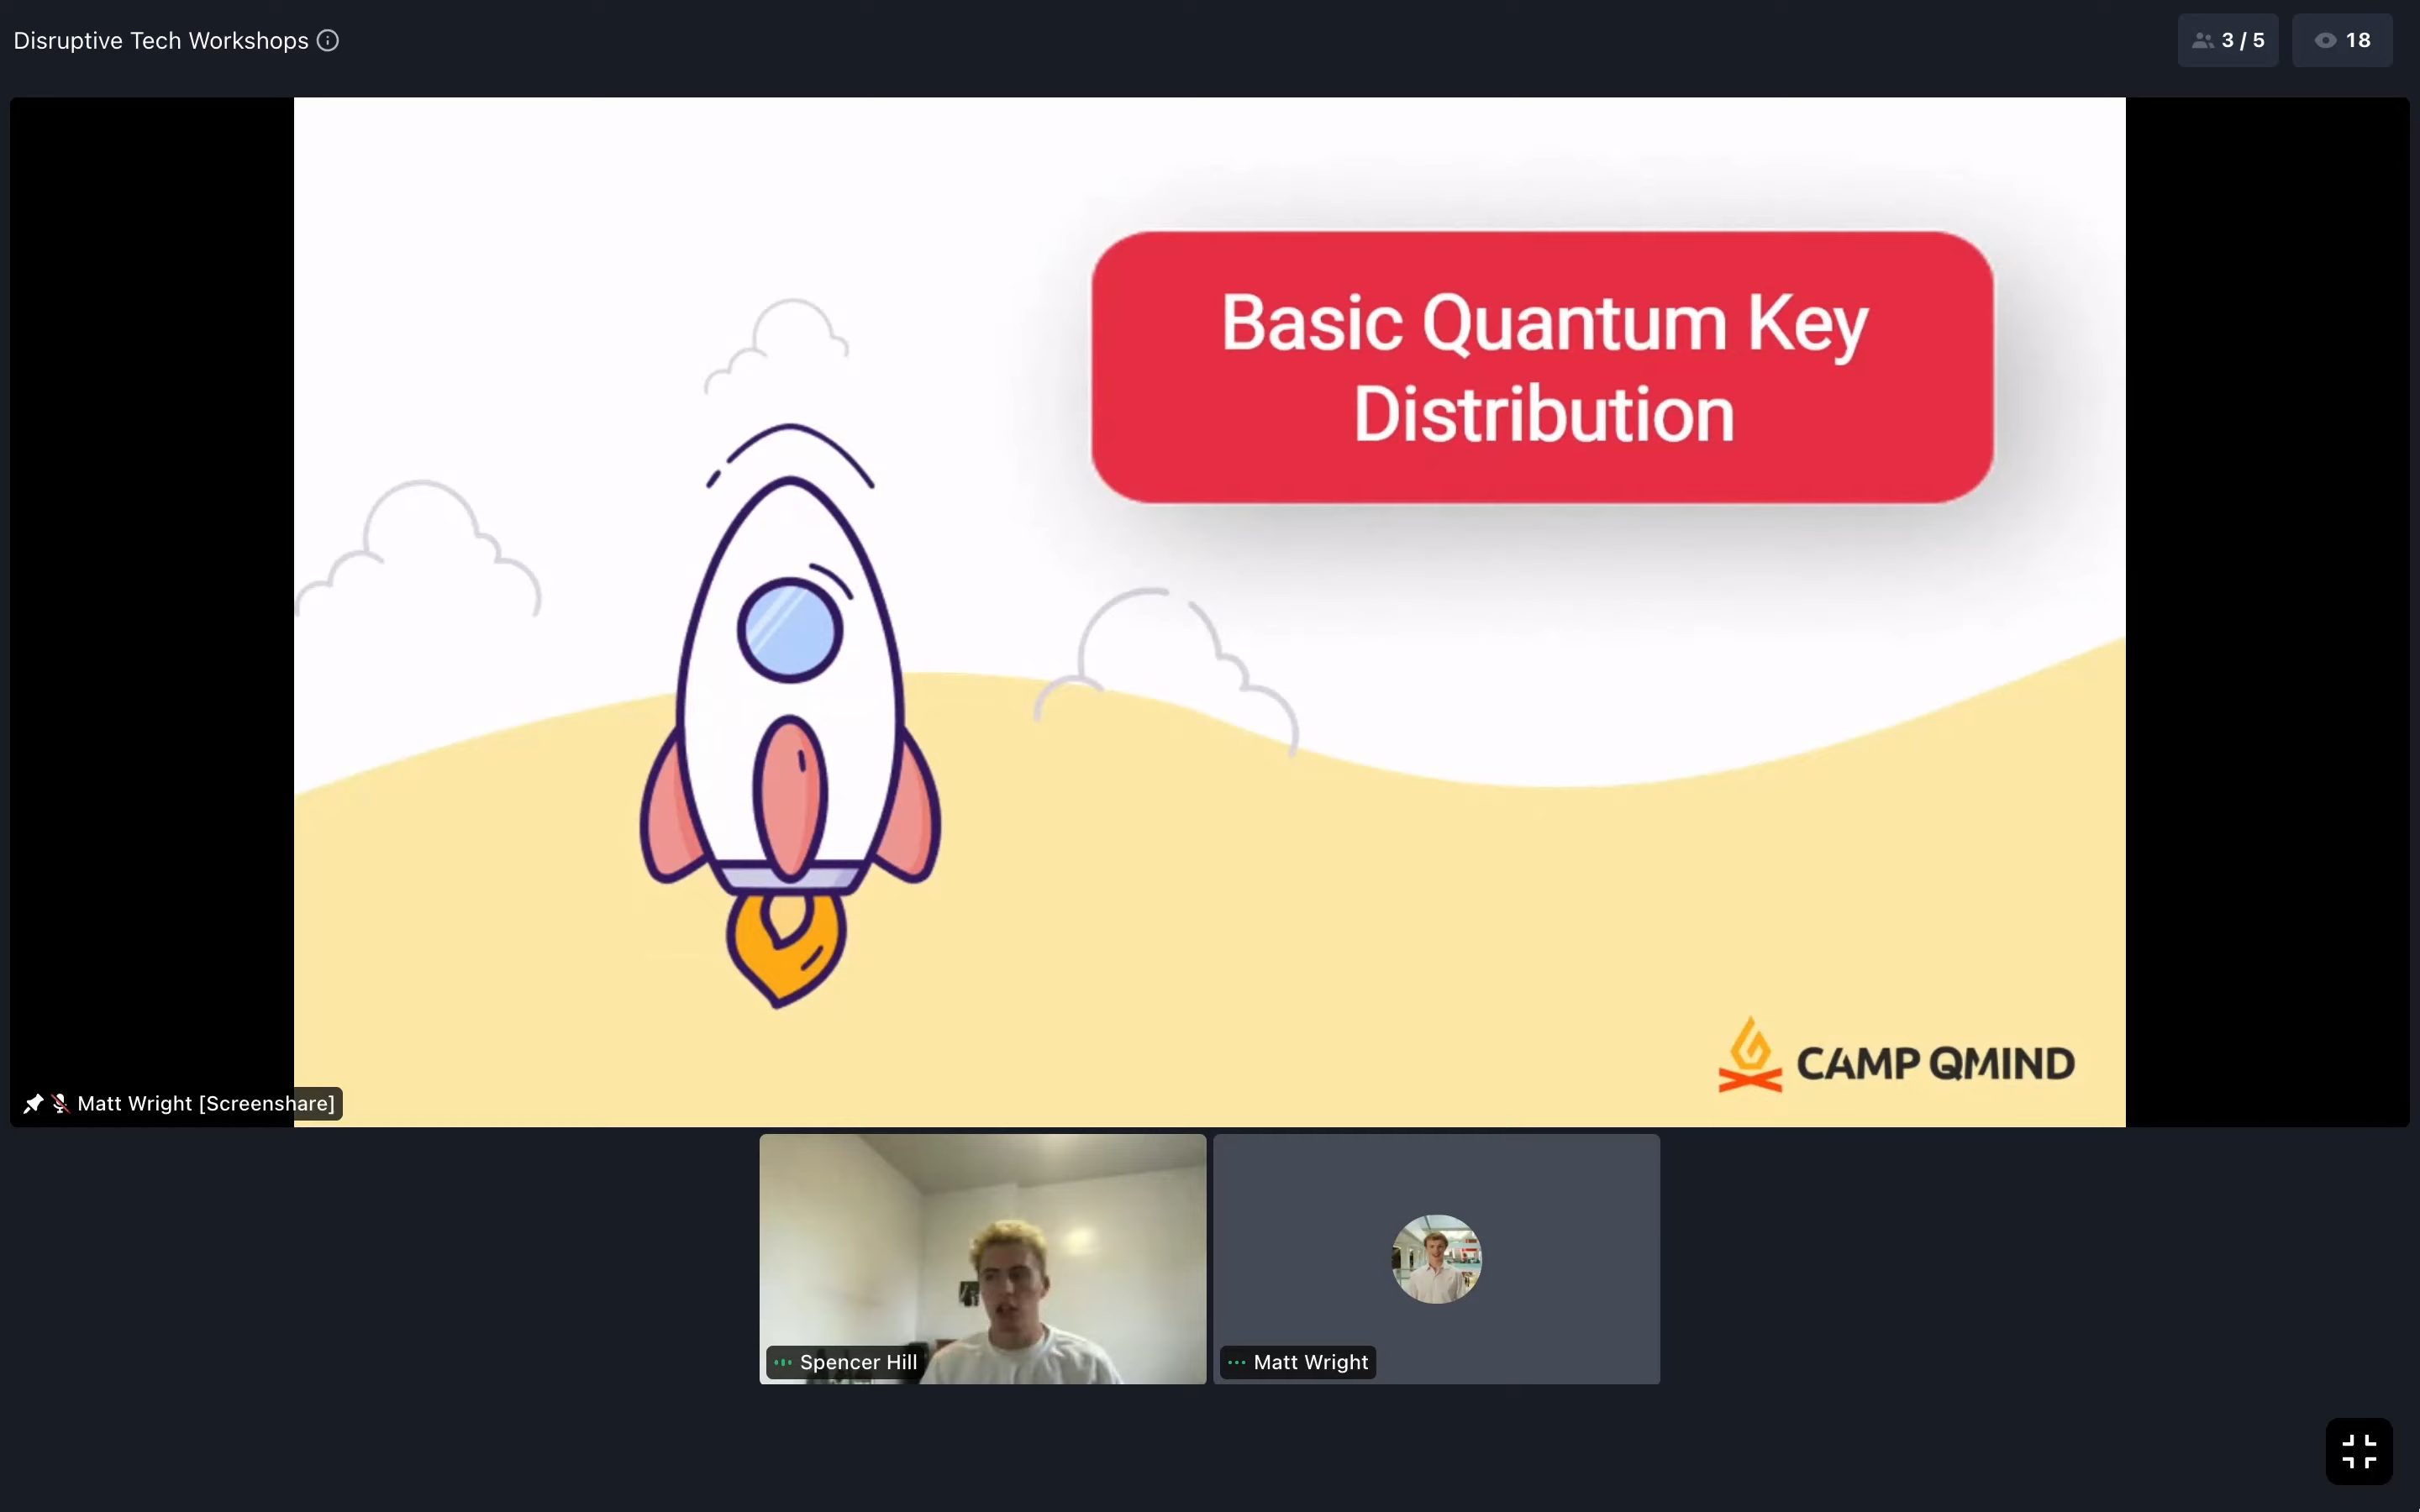 Disruptive Tech Workshops
3 / 5
18
Basic Quantum Key
Distribution
CAMP QMIND
Matt Wright [Screenshare]
Spencer Hill
Matt Wright